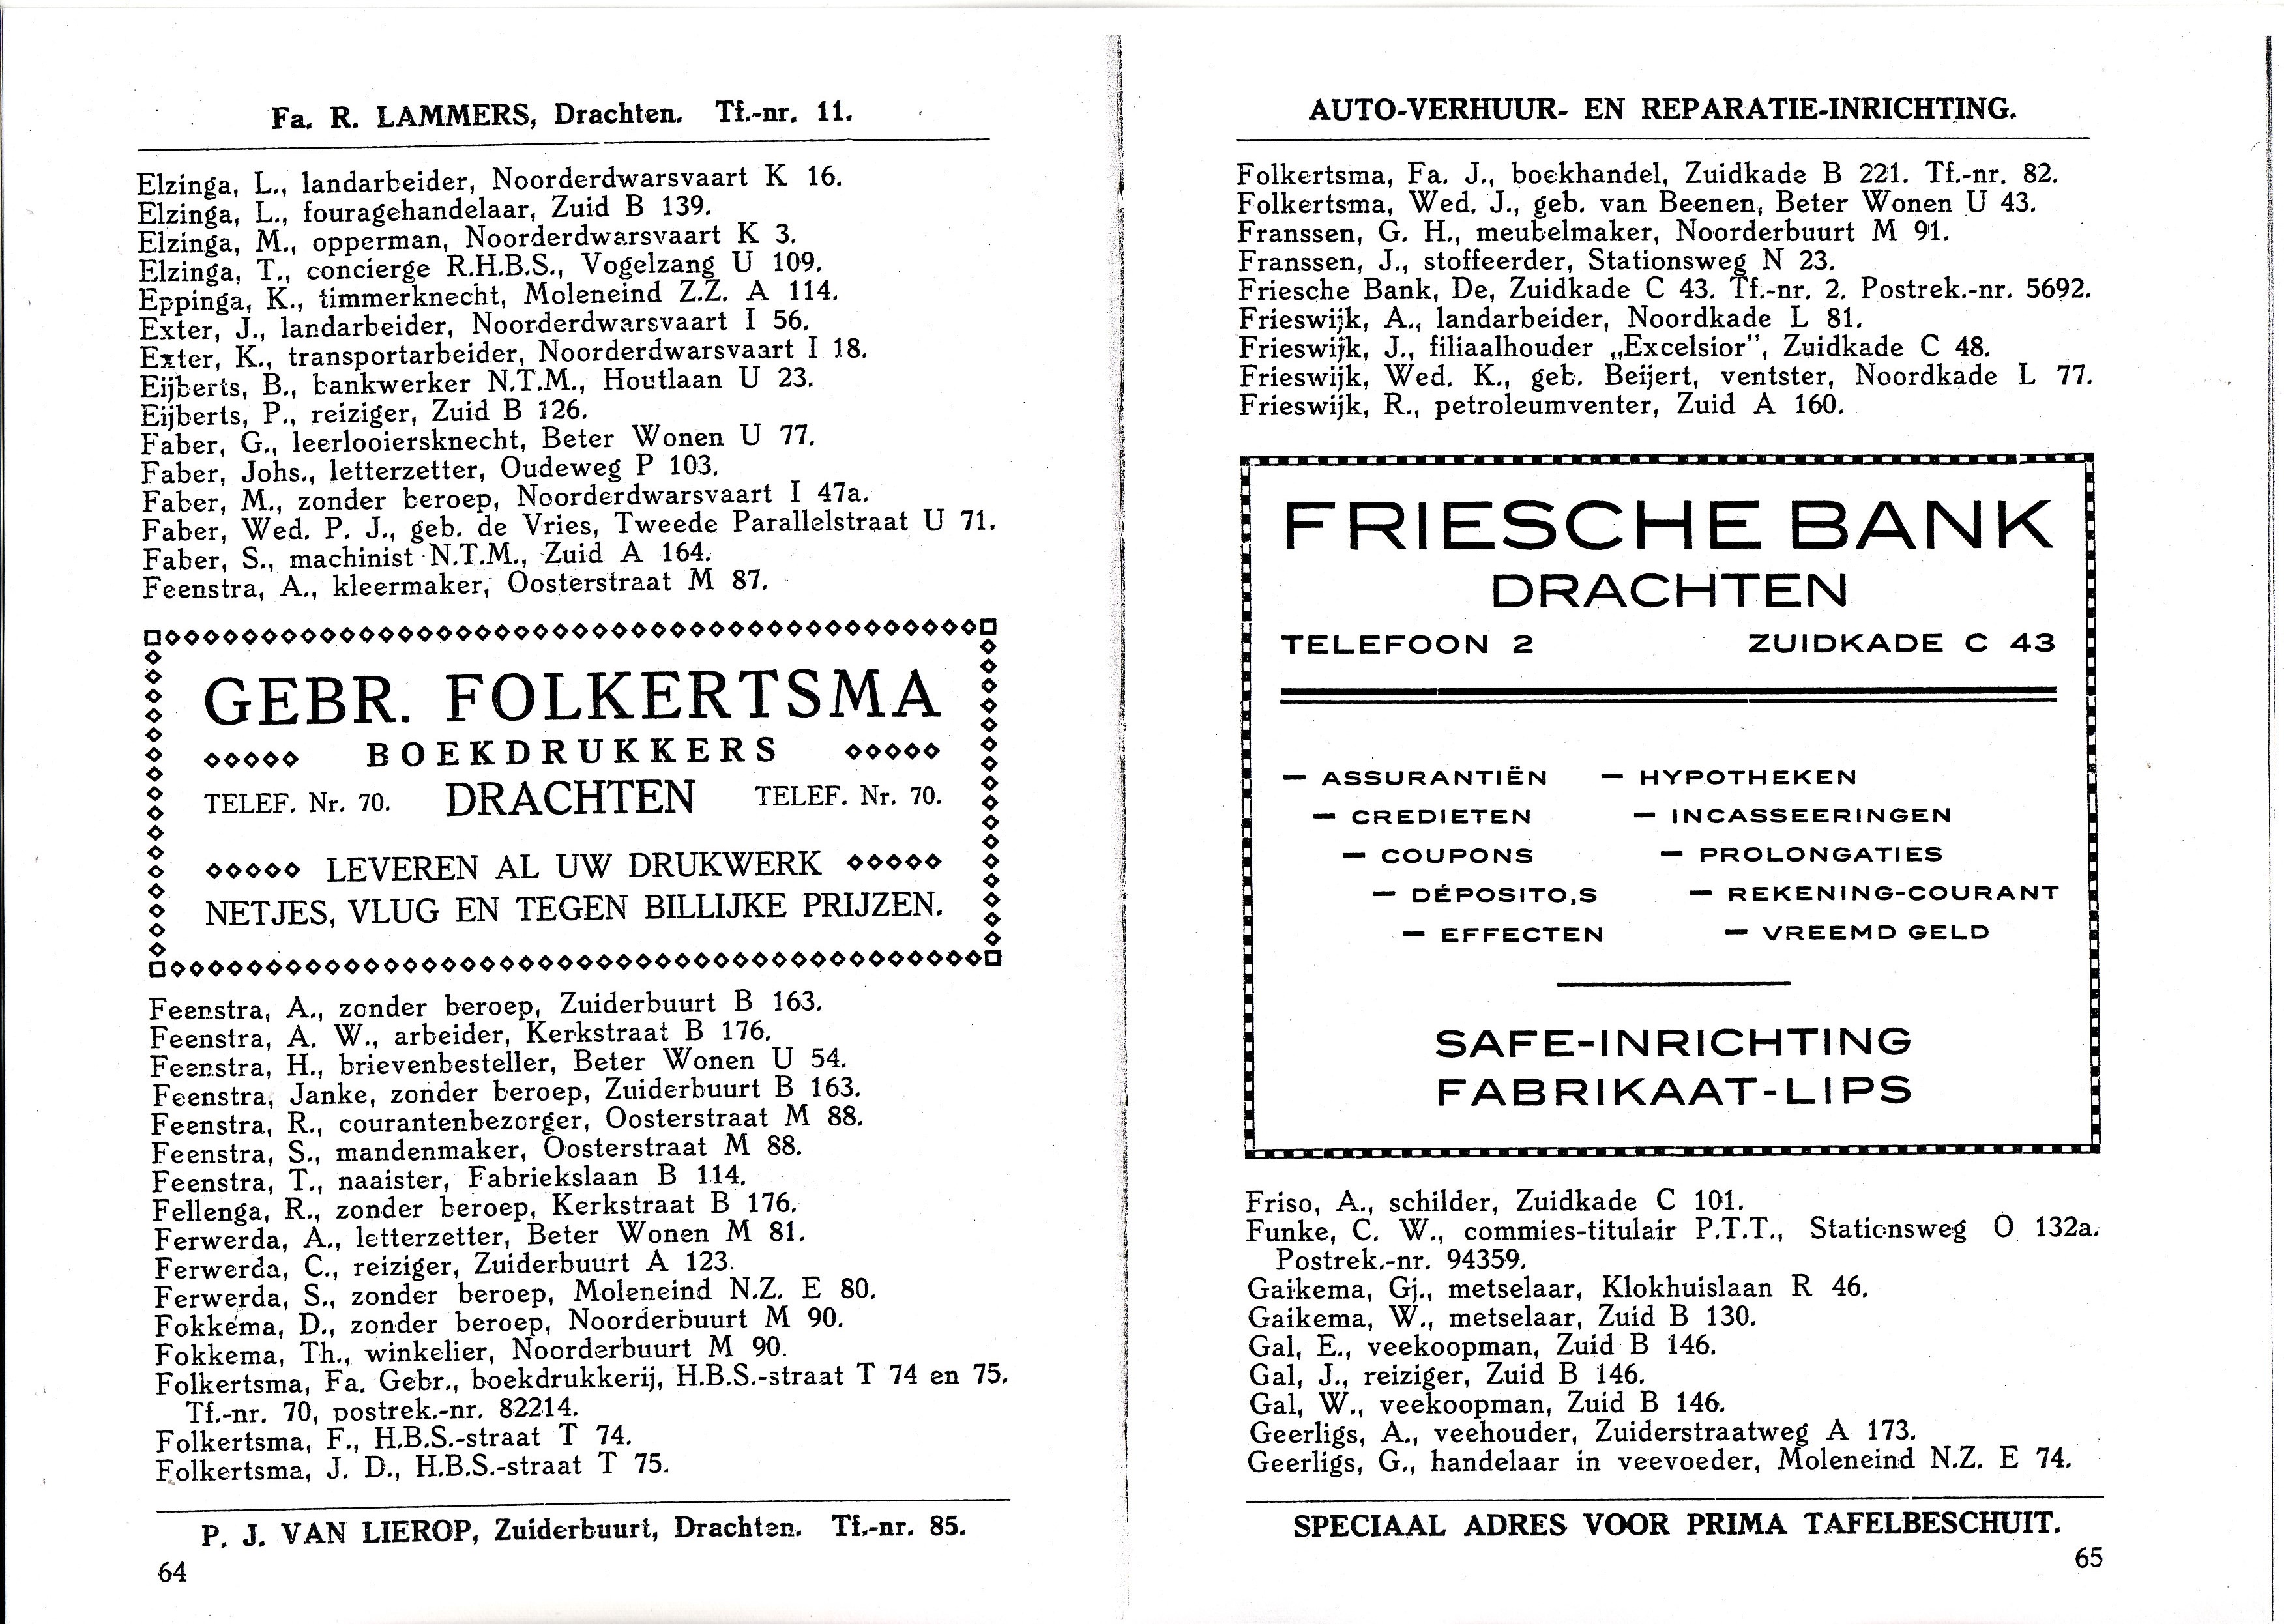 Fa. R. LAMMERS, Drachten. Tf.-nr. 11.
Elzinga, L., landarbeider, Noorderdwarsvaart K 16.
Elzinga, L., fouragehandelaar, Zuid B 139.
Elzinga, M., opperman, Noorderdwarsvaart K 3.
Elzinga, T., concierge R.H.B.S., Vogelzang U 109.
Eppinga, K., timmerknecht, Moleneind Z.Z. A 114.
Exter, J., landarbeider, Noorderdwarsvaart I 56.
Exter, K., transportarbeider, Noorderdwarsvaart I 18.
Eijberts, B., bankwerker N.T.M., Houtlaan U 23.
Eijberts, P., reiziger, Zuid B 126.
Faber, G., leerlooiersknecht, Beter Wonen U 77.
Faber, Johs., letterzetter, Oudeweg P 103.
Faber, M., zonder beroep, Noorderdwarsvaart I 47a.
Faber, Wed. P. J., geb. de Vries, Tweede Parallelstraat U 71.
Faber, S., machinist N.T.M., Zuid A 164.
Feenstra, A., kleermaker, Oosterstraat M 87.
GEBR. FOLKERTSMA
BOEKDRUKKERS
TELEF. Nr. 70. DRACHTEN TELEF. Nr. 70.
LEVEREN AL UW DRUKWERK
NETJES, VLUG EN TEGEN BILLIJKE PRIJZEN.
Feenstra, A., zonder beroep, Zuiderbuurt B 163.
Feenstra, A. W., arbeider, Kerkstraat B 176.
Feenstra, H., brievenbesteller, Beter Wonen U 54.
Feenstra, Janke, zonder beroep, Zuiderbuurt B 163.
Feenstra, R., courantenbezorger, Oosterstraat M 88.
Feenstra, S., mandenmaker, Oosterstraat M 88.
Feenstra, T., naaister, Fabriekslaan B 114.
Fellenga, R., zonder beroep, Kerkstraat B 176.
Ferwerda, A., letterzetter, Beter Wonen M 81.
Ferwerda, C., reiziger, Zuiderbuurt A 123.
Ferwerda, S., zonder beroep, Moleneind N.Z. E 80.
Fokkema, D., zonder beroep, Noorderbuurt M 90.
Fokkema, Th., winkelier, Noorderbuurt M 90.
Folkertsma, Fa. Gebr., boekdrukkerij, H.B.S.-straat T 74 en 75.
Tf.-nr. 70, postrek.-nr. 82214.
Folkertsma, F., H.B.S.-straat T 74.
Folkertsma, J. D., H.B.S.-straat T 75.
P. J. VAN LIEROP, Zuiderbuurt, Drachten. Tf.-nr. 85.
64
AUTO-VERHUUR- EN REPARATIE-INRICHTING.
Folkertsma, Fa. J., boekhandel, Zuidkade B 221. Tf.-nr. 82.
Folkertsma, Wed. J., geb. van Beenen, Beter Wonen U 43.
Franssen, G. H., meubelmaker, Noorderbuurt M 91.
Franssen, J., stoffeerder, Stationsweg N 23.
Friesche Bank, De, Zuidkade C 43. Tf.-nr. 2. Postrek.-nr. 5692.
Frieswijk, A., landarbeider, Noordkade L 81.
Frieswijk, J., filiaalhouder „Excelsior”, Zuidkade C 48.
Frieswijk, Wed. K., geb. Beijert, ventster, Noordkade L 77.
Frieswijk, R., petroleumventer, Zuid A 160.
FRIESCHE BANK
DRACHTEN
TELEFOON 2 ZUIDKADE C 43
— ASSURANTIËN — HYPOTHEKEN
— CREDIETEN — INCASSEERINGEN
— COUPONS — PROLONGATIES
— DÉPOSITO,S — REKENING-COURANT
— EFFECTEN — VREEMD GELD
SAFE-INRICHTING
FABRIKAAT-LIPS
Friso, A., schilder, Zuidkade C 101.
Funke, C. W., commies-titulair P.T.T., Stationsweg O 132a.
Postrek.-nr. 94359.
Gaikema, Gj., metselaar, Klokhuislaan R 46.
Gaikema, W., metselaar, Zuid B 130.
Gal, E., veekoopman, Zuid B 146.
Gal, J., reiziger, Zuid B 146.
Gal, W., veekoopman, Zuid B 146.
Geerligs, A., veehouder, Zuiderstraatweg A 173.
Geerligs, G., handelaar in veevoeder, Moleneind N.Z. E 74.
SPECIAAL ADRES VOOR PRIMA TAFELBESCHUIT.
65